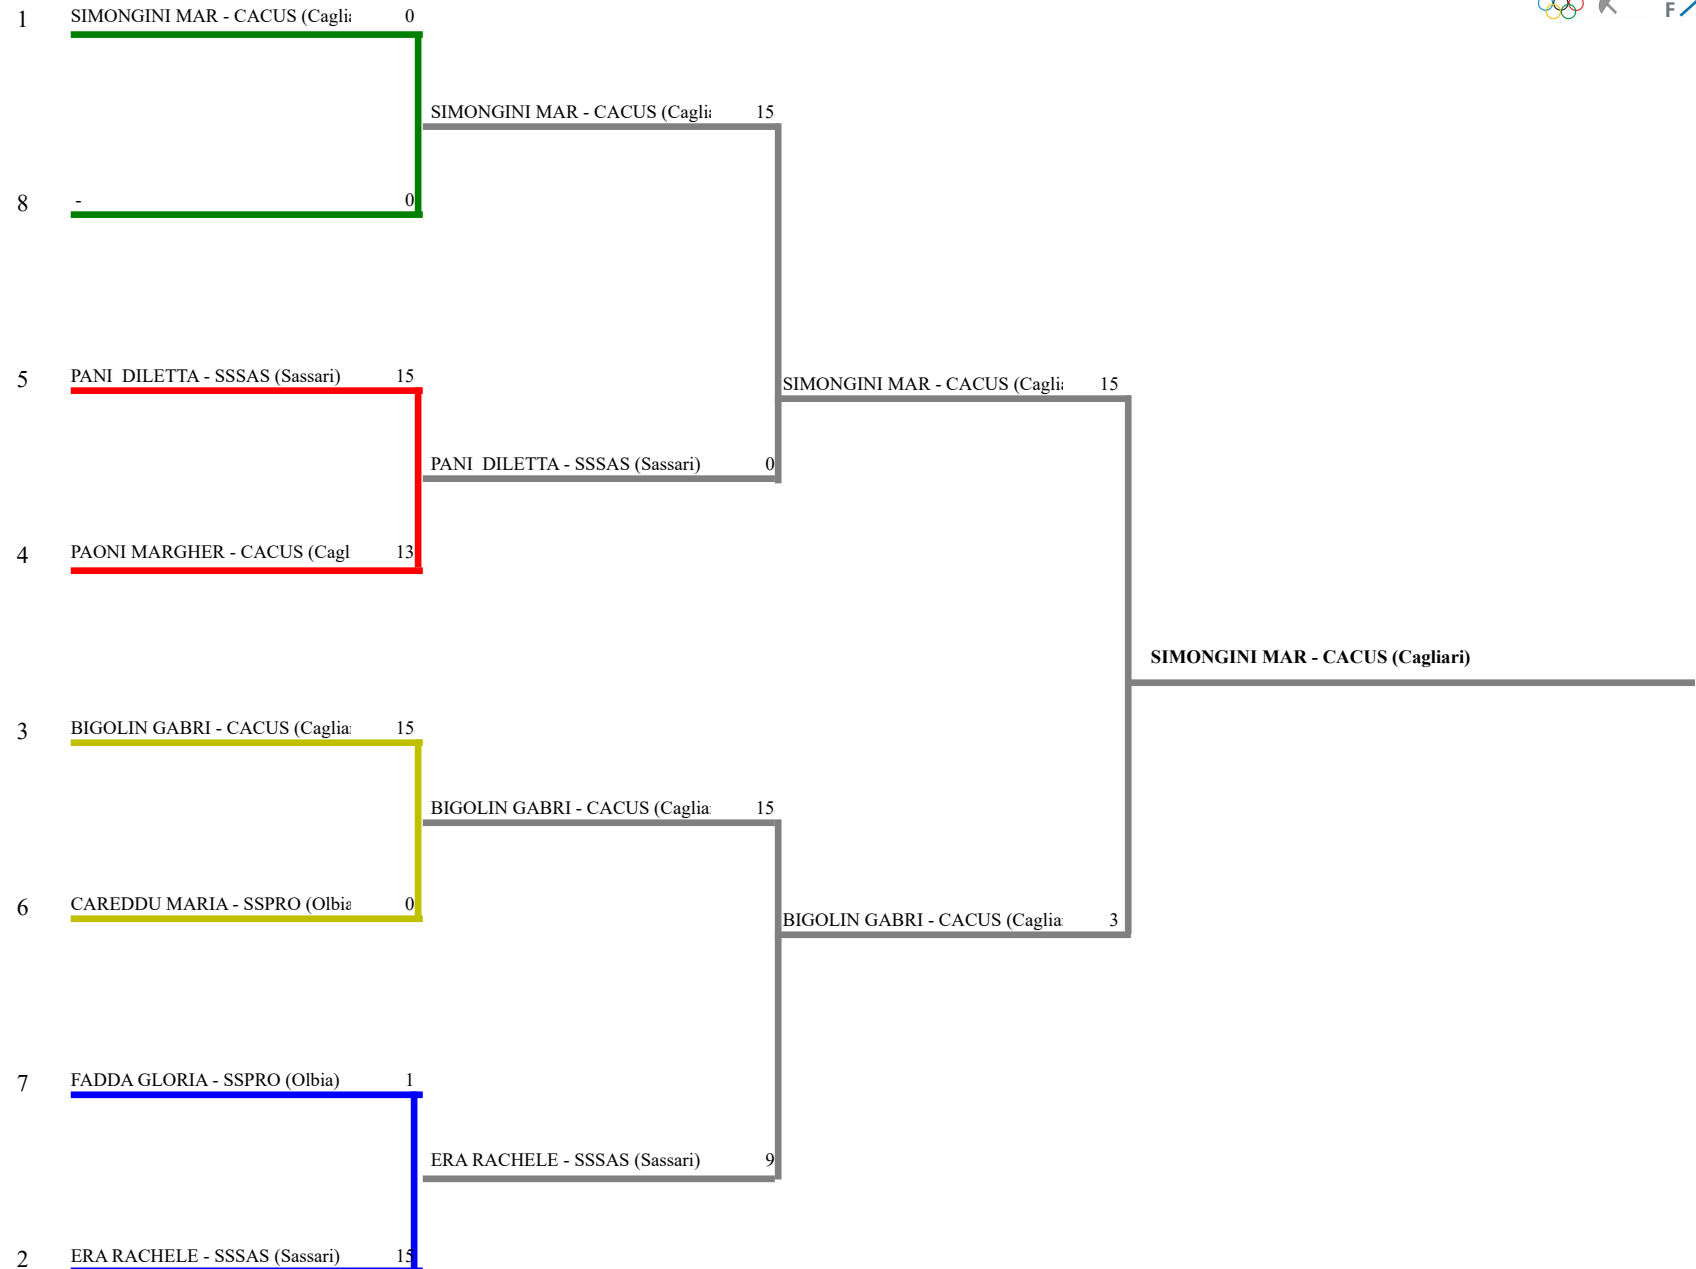 1 SIMONGINI MAR - CACUS (Caglia 0
SIMONGINI MAR - CACUS (Caglia 15
8 - 0
5 PANI  DILETTA - SSSAS (Sassari) 15
SIMONGINI MAR - CACUS (Caglia 15
PANI  DILETTA - SSSAS (Sassari) 0
4 PAONI MARGHER - CACUS (Cagl 13
SIMONGINI MAR - CACUS (Cagliari)
3 BIGOLIN GABRI - CACUS (Cagliar 15
BIGOLIN GABRI - CACUS (Cagliar 15
6 CAREDDU MARIA - SSPRO (Olbia 0
BIGOLIN GABRI - CACUS (Cagliar 3
7 FADDA GLORIA - SSPRO (Olbia) 1
ERA RACHELE - SSSAS (Sassari) 9
2 ERA RACHELE - SSSAS (Sassari) 15
F